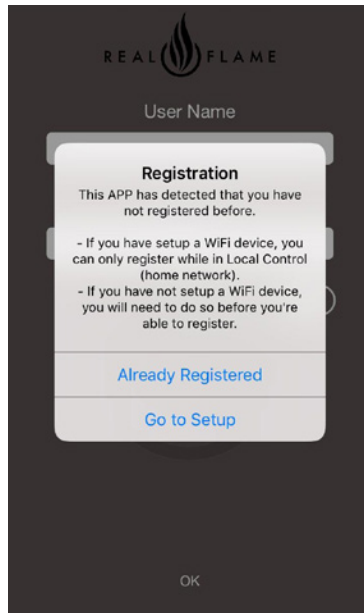 REAL FLAME
User Name
Registration
This APP has detected that you have
not registered before.
- If you have setup a WiFi device, you
can only register while in Local Control
(home network).
- If you have not setup a WiFi device,
you will need to do so before you're
able to register.
Already Registered
Go to Setup
OK